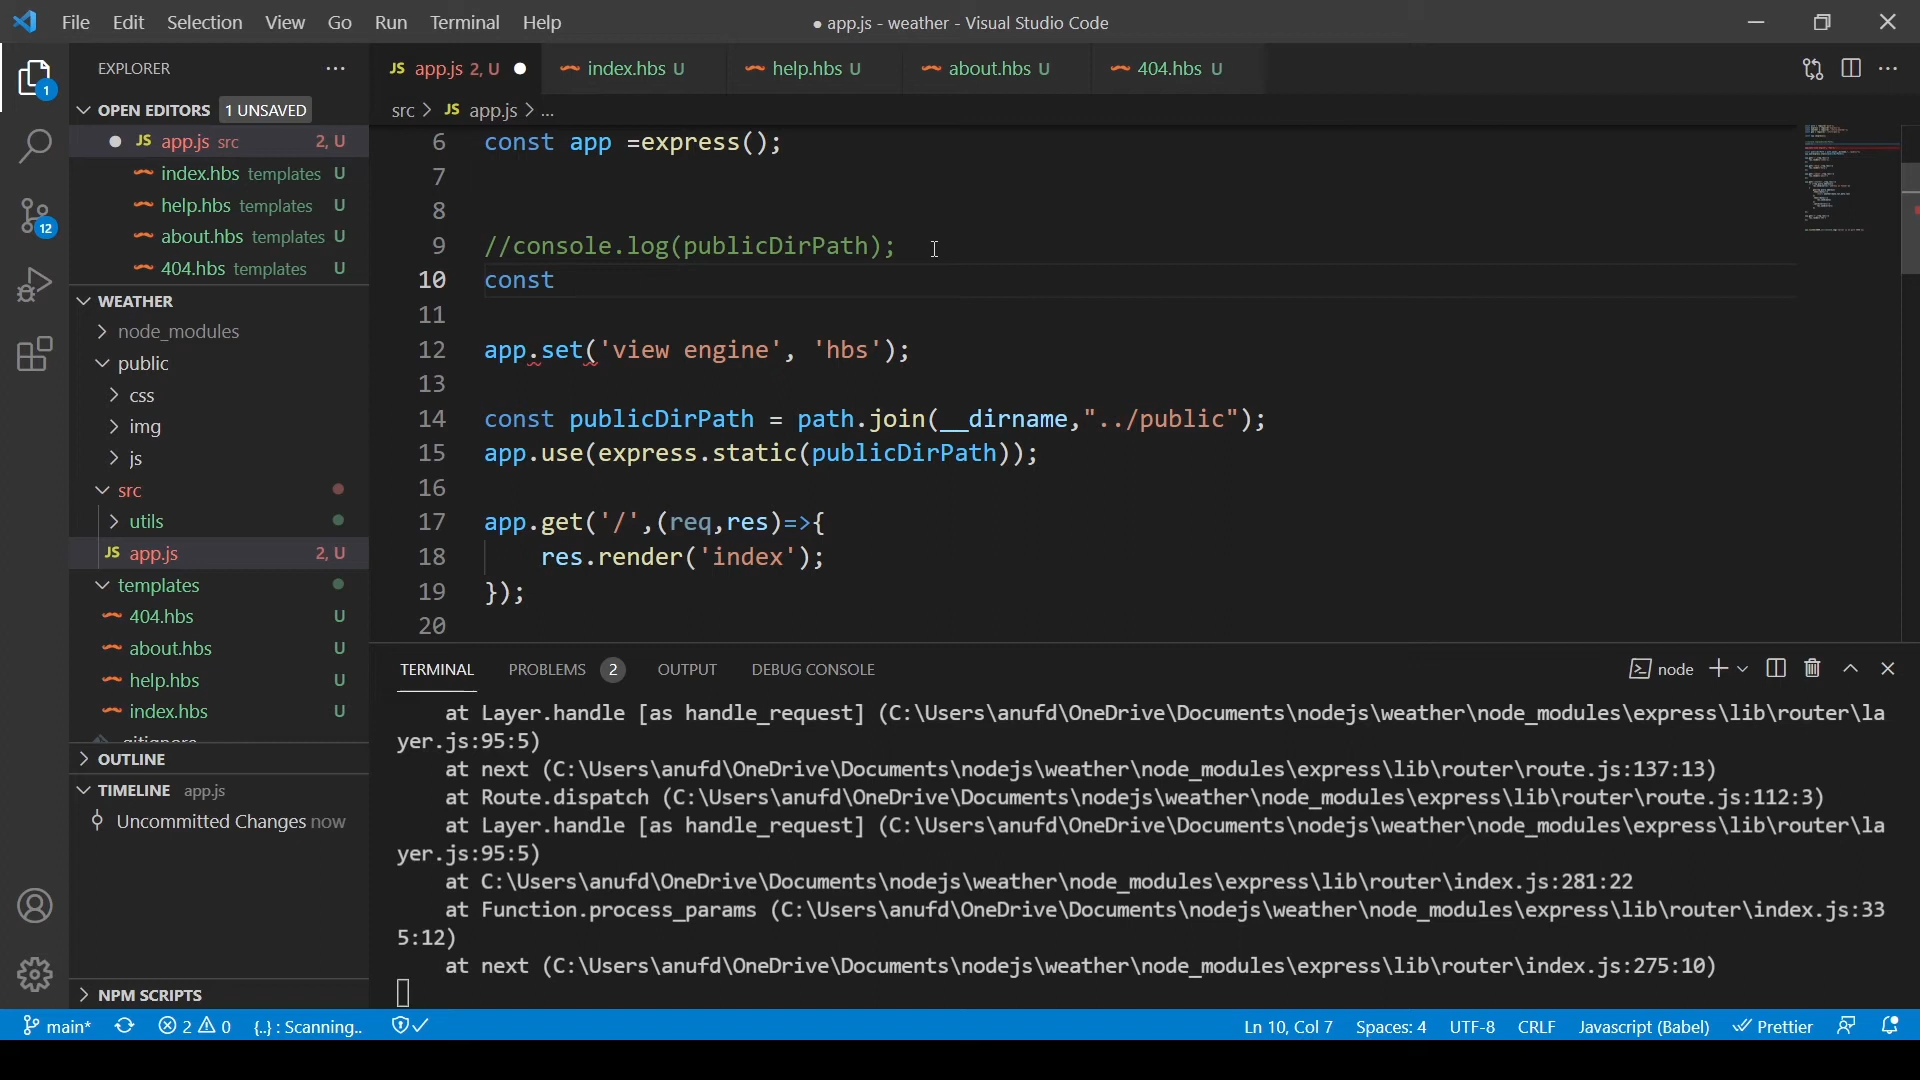 File Edit Selection View Go Run Terminal Help
● app.js - weather - Visual Studio Code
EXPLORER
OPEN EDITORS 1 UNSAVED
JS app.js src 2, U
index.hbs templates U
help.hbs templates U
about.hbs templates U
404.hbs templates U
WEATHER
node_modules
public
css
img
js
src
utils
JS app.js 2, U
templates
404.hbs U
about.hbs U
help.hbs U
index.hbs U
OUTLINE
TIMELINE app.js
Uncommitted Changes now
NPM SCRIPTS
1
12
JS app.js 2, U
index.hbs U
help.hbs U
about.hbs U
404.hbs U
src > JS app.js > ...
6 const app =express();
7
8
9 //console.log(publicDirPath);
10 const
11
12 app.set('view engine', 'hbs');
13
14 const publicDirPath = path.join(__dirname,"../public");
15 app.use(express.static(publicDirPath));
16
17 app.get('/',(req,res)=>{
18 res.render('index');
19 });
20
TERMINAL PROBLEMS 2 OUTPUT DEBUG CONSOLE
node
at Layer.handle [as handle_request] (C:\Users\anufd\OneDrive\Documents\nodejs\weather\node_modules\express\lib\router\la
yer.js:95:5)
at next (C:\Users\anufd\OneDrive\Documents\nodejs\weather\node_modules\express\lib\router\route.js:137:13)
at Route.dispatch (C:\Users\anufd\OneDrive\Documents\nodejs\weather\node_modules\express\lib\router\route.js:112:3)
at Layer.handle [as handle_request] (C:\Users\anufd\OneDrive\Documents\nodejs\weather\node_modules\express\lib\router\la
yer.js:95:5)
at C:\Users\anufd\OneDrive\Documents\nodejs\weather\node_modules\express\lib\router\index.js:281:22
at Function.process_params (C:\Users\anufd\OneDrive\Documents\nodejs\weather\node_modules\express\lib\router\index.js:33
5:12)
at next (C:\Users\anufd\OneDrive\Documents\nodejs\weather\node_modules\express\lib\router\index.js:275:10)
main* 2 0 {..} : Scanning..
Ln 10, Col 7 Spaces: 4 UTF-8 CRLF Javascript (Babel) Prettier